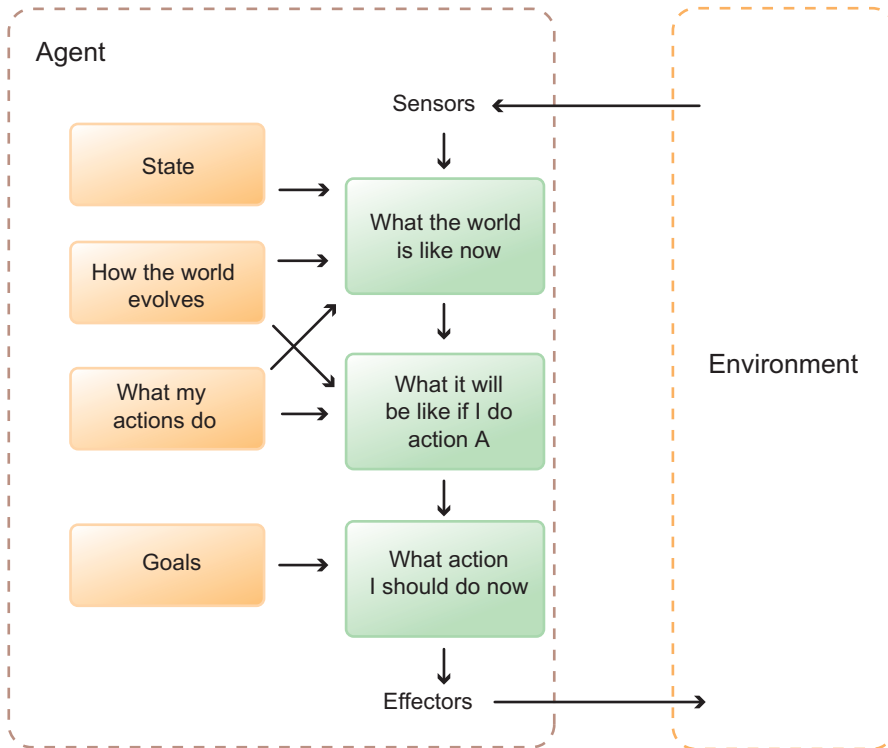 Agent
Sensors
State
What the world
is like now
How the world
evolves
What my
actions do
What it will
be like if I do
action A
Environment
Goals
What action
I should do now
Effectors